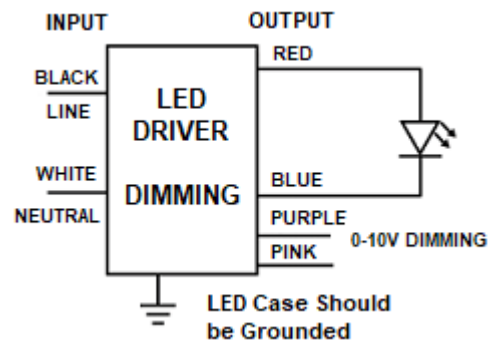 INPUT
OUTPUT
BLACK
LINE
WHITE
NEUTRAL
LED
DRIVER
DIMMING
RED
BLUE
PURPLE
PINK
0-10V DIMMING
LED Case Should
be Grounded